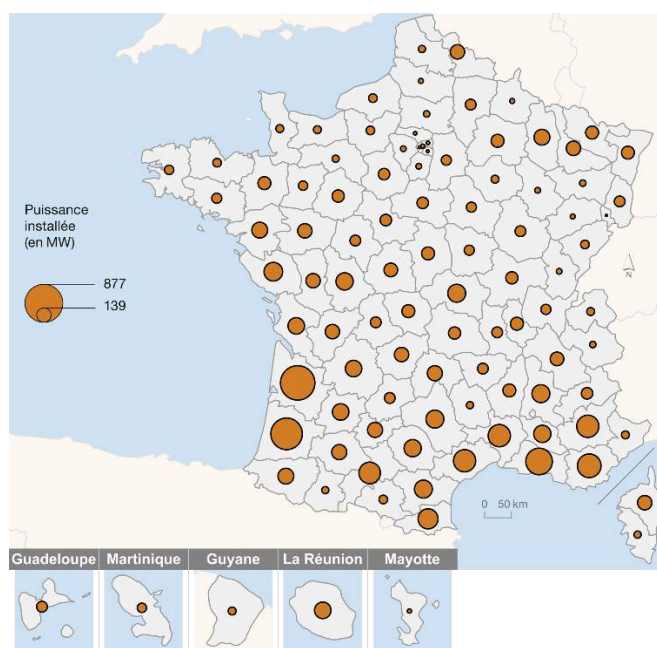 Puissance
installée
(en MW)
877
139
N
0 50 km
Guadeloupe Martinique Guyane La Réunion Mayotte